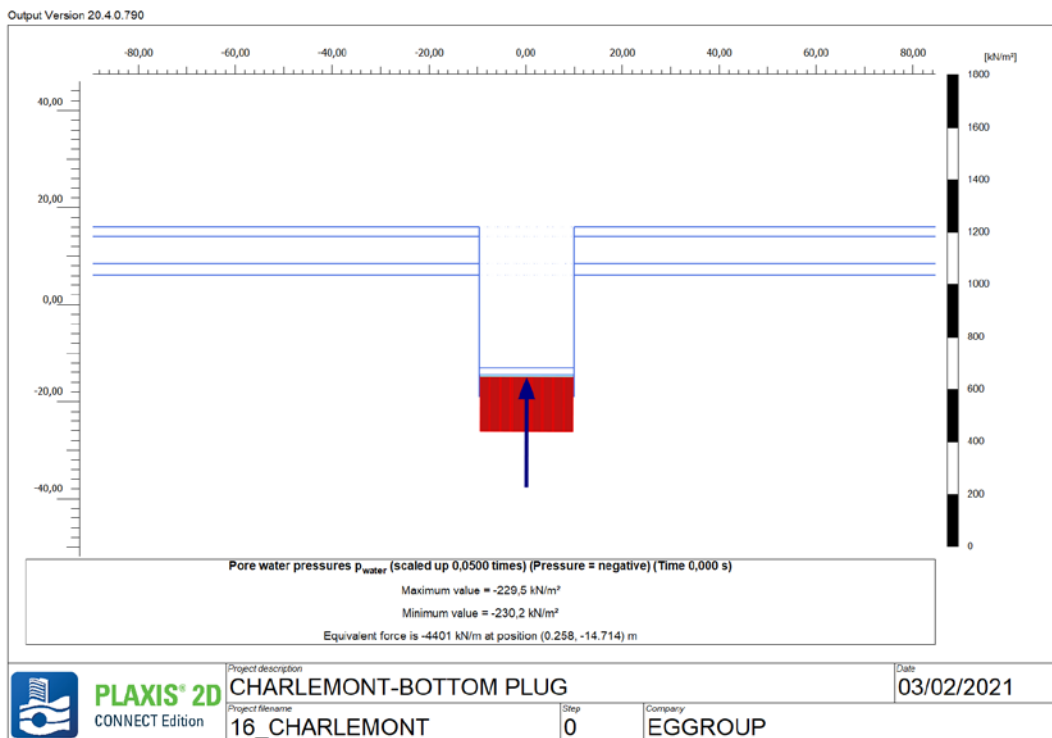 Output Version 20.4.0.790
-80,00 -60,00 -40,00 -20,00 0,00 20,00 40,00 60,00 80,00
[kN/m²]
40,00
20,00
0,00
-20,00
-40,00
1800
1600
1400
1200
1000
800
600
400
200
0
Pore water pressures pwater (scaled up 0,0500 times) (Pressure = negative) (Time 0,000 s)
Maximum value = -229,5 kN/m²
Minimum value = -230,2 kN/m²
Equivalent force is -4401 kN/m at position (0.258, -14.714) m
PLAXIS® 2D
CONNECT Edition
Project description
CHARLEMONT-BOTTOM PLUG
Date
03/02/2021
Project filename
16_CHARLEMONT
Step
0
Company
EGGROUP